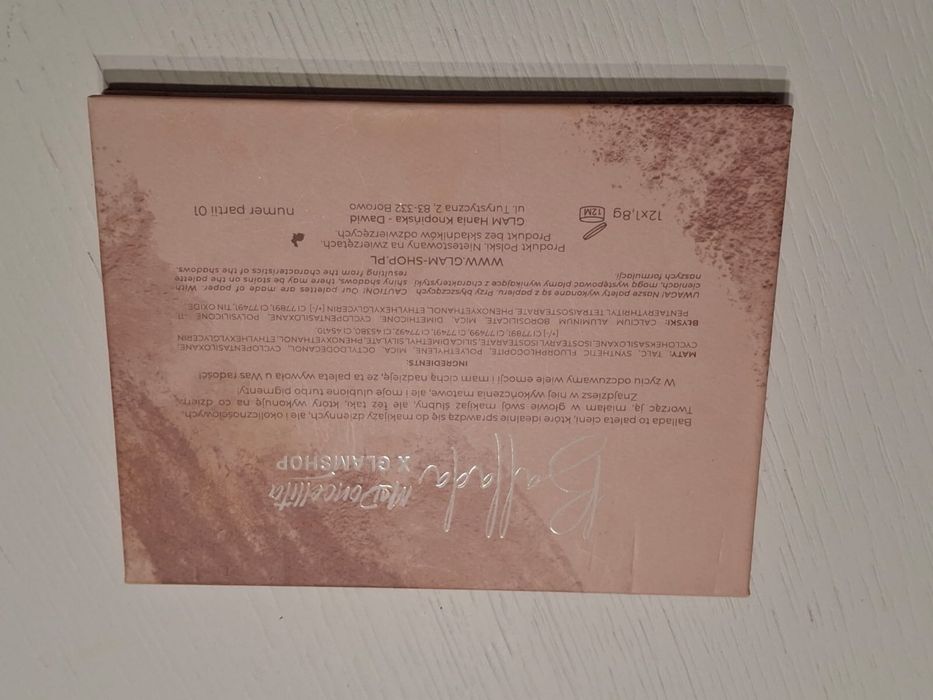 Ballada
MaDoncellita
X GLAMSHOP
Ballada to paleta cieni, które idealnie sprawdzą się do makijaży dziennych, ale i okolicznościowych.
Tworząc ją, miałam w głowie swój makijaż ślubny, ale też taki, który wykonuję na co dzień.
Znajdziesz w niej wykończenia matowe, ale i moje ulubione turbo pigmenty.
W życiu odczuwamy wiele emocji i mam cichą nadzieję, że ta paleta wywoła u Was radość!
INGREDIENTS:
MATY: TALC, SYNTHETIC FLUORPHLOGOPITE, POLYETHYLENE, MICA, OCTYLDODECANOL, CYCLOPENTASILOXANE,
CYCLOHEKSASILOXANE, ISOSTEARYL ISOSTEARATE, SILICA DIMETHYL SILYLATE, PHENOXYETHANOL, ETHYLHEXYLGLYCERIN
(+/-) CI 77891, CI 77499, CI 77491, CI 77492, CI 45380, CI 45410
BŁYSKI: CALCIUM ALUMINUM BOROSILICATE, MICA, DIMETHICONE, CYCLOPENTASILOXANE, POLYSILICONE -11,
PENTAERYTHRITYL TETRAISOSTEARATE, PHENOXYETHANOL, ETHYLHEXYLGLYCERIN (+/-) CI 77891, CI 77491, TIN OXIDE
UWAGA! Nasze palety wykonywane są z papieru. Przy błyszczących
cieniach, mogą występować plamy wynikające z charakterystyki
naszych formulacji
CAUTION! Our palettes are made of paper. With
shiny shadows, there may be stains on the palette
resulting from the characteristics of the shadows.
WWW.GLAM-SHOP.PL
Produkt Polski, Nietestowany na zwierzętach.
Produkt bez składników odzwierzęcych.
12x1,8g
12M
GLAM Hania Knopińska - Dawid
ul. Turystyczna 2, 83-332 Borowo
numer partii 01